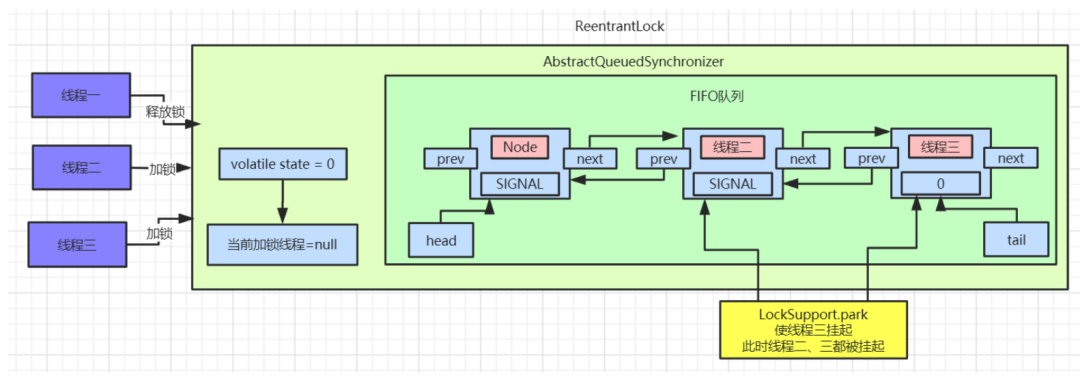 ReentrantLock
AbstractQueuedSynchronizer
FIFO队列
线程一
释放锁
线程二
加锁
线程三
加锁
volatile state = 0
当前加锁线程=null
prev
Node
next
SIGNAL
prev
线程二
next
SIGNAL
prev
线程三
next
0
head
tail
LockSupport.park
使线程三挂起
此时线程二、三都被挂起